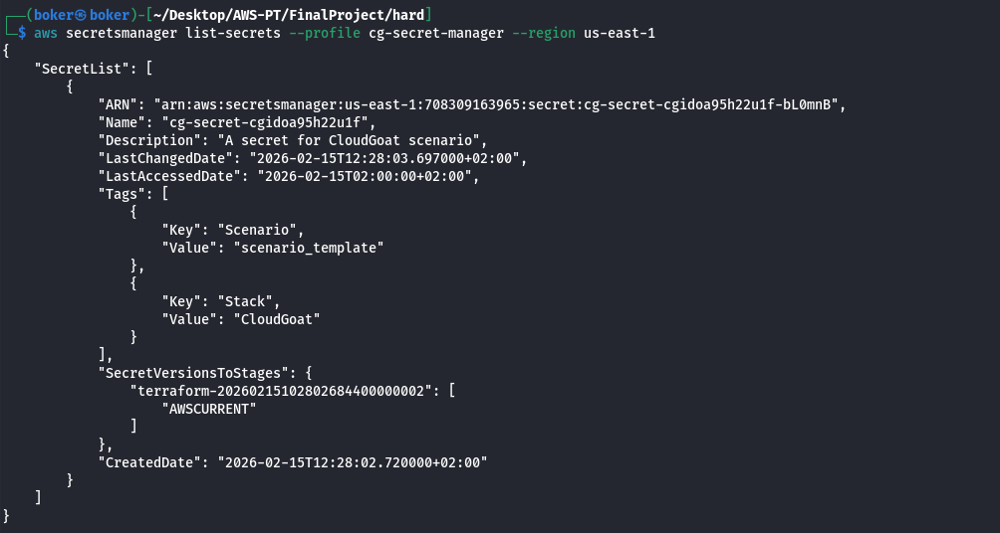 ┌──(boker㉿boker)-[~/Desktop/AWS-PT/FinalProject/hard]
└─$ aws secretsmanager list-secrets --profile cg-secret-manager --region us-east-1
{
    "SecretList": [
        {
            "ARN": "arn:aws:secretsmanager:us-east-1:708309163965:secret:cg-secret-cgidoa95h22u1f-bL0mnB",
            "Name": "cg-secret-cgidoa95h22u1f",
            "Description": "A secret for CloudGoat scenario",
            "LastChangedDate": "2026-02-15T12:28:03.697000+02:00",
            "LastAccessedDate": "2026-02-15T02:00:00+02:00",
            "Tags": [
                {
                    "Key": "Scenario",
                    "Value": "scenario_template"
                },
                {
                    "Key": "Stack",
                    "Value": "CloudGoat"
                }
            ],
            "SecretVersionsToStages": {
                "terraform-20260215102802684400000002": [
                    "AWSCURRENT"
                ]
            },
            "CreatedDate": "2026-02-15T12:28:02.720000+02:00"
        }
    ]
}